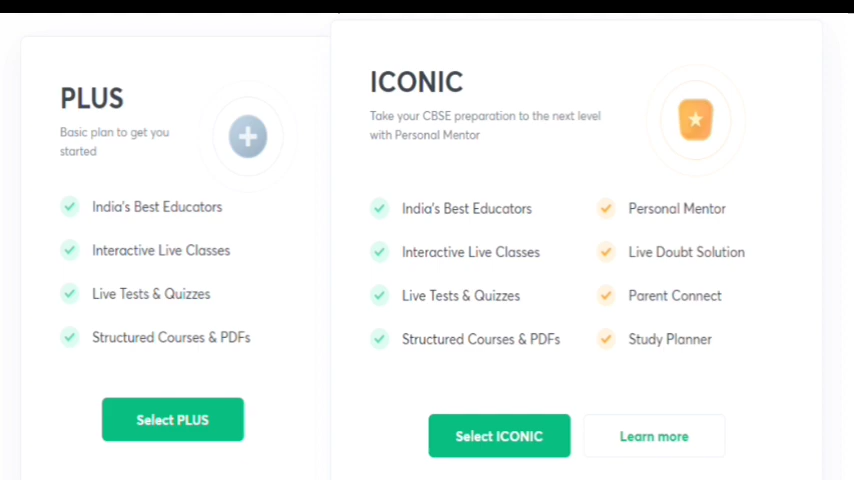 PLUS
Basic plan to get you
started
India's Best Educators
Interactive Live Classes
Live Tests & Quizzes
Structured Courses & PDFs
Select PLUS
ICONIC
Take your CBSE preparation to the next level
with Personal Mentor
India's Best Educators
Interactive Live Classes
Live Tests & Quizzes
Structured Courses & PDFs
Personal Mentor
Live Doubt Solution
Parent Connect
Study Planner
Select ICONIC
Learn more